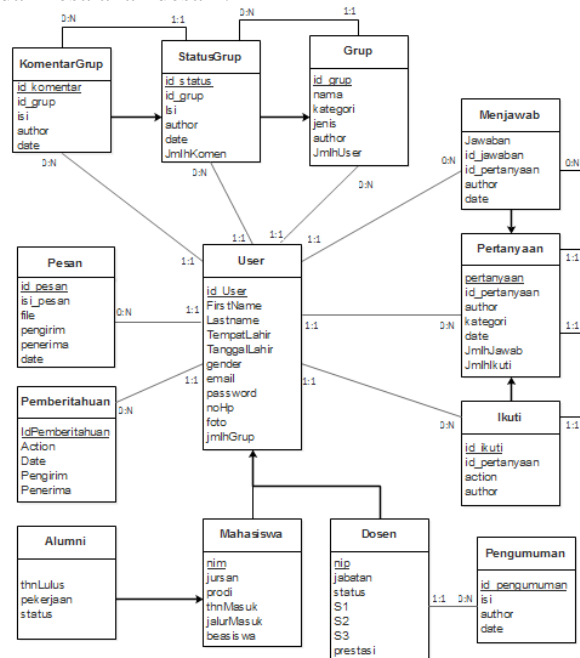 0:N
1:1
0:N
1:1
KomentarGrup
id_komentar
id_grup
isi
author
date
StatusGrup
id_status
id_grup
Isi
author
date
JmlhKomen
Grup
id_grup
nama
kategori
jenis
author
JmlhUser
Menjawab
Jawaban
id_jawaban
id_pertanyaan
author
date
0:N
0:N
0:N
0:N
0:N
1:1
1:1
1:1
1:1
Pesan
id_pesan
isi_pesan
file
pengirim
penerima
date
0:N
1:1
User
id_User
FirstName
Lastname
TempatLahir
TanggalLahir
gender
email
password
noHp
foto
jmlhGrup
1:1
0:N
Pertanyaan
pertanyaan
id_pertanyaan
author
kategori
date
JmlhJawab
JmlhIkuti
1:1
1:1
Pemberitahuan
IdPemberitahuan
Action
Date
Pengirim
Penerima
1:1
0:N
1:1
0:N
Ikuti
id_ikuti
id_pertanyaan
action
author
1:1
Alumni
thnLulus
pekerjaan
status
Mahasiswa
nim
jursan
prodi
thnMasuk
jalurMasuk
beasiswa
Dosen
nip
jabatan
status
S1
S2
S3
prestasi
1:1
0:N
Pengumuman
id_pengumuman
isi
author
date